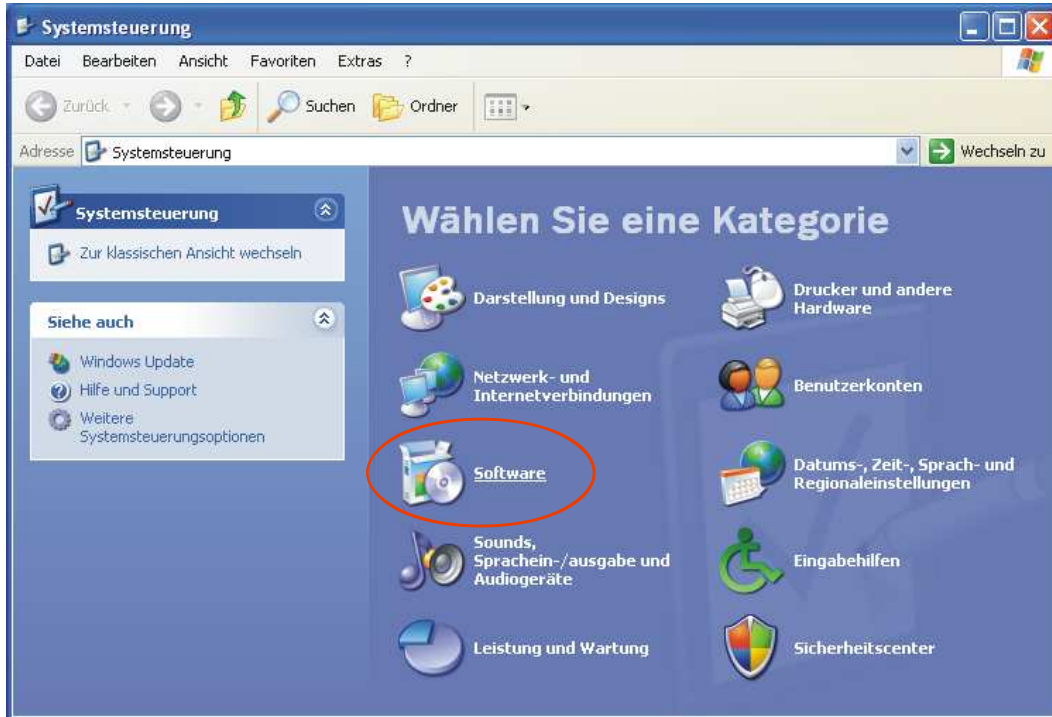 Systemsteuerung
Datei Bearbeiten Ansicht Favoriten Extras ?
Zurück Suchen Ordner
Adresse Systemsteuerung Wechseln zu
Systemsteuerung
Zur klassischen Ansicht wechseln
Siehe auch
Windows Update
Hilfe und Support
Weitere
Systemsteuerungsoptionen
Wählen Sie eine Kategorie
Darstellung und Designs
Drucker und andere
Hardware
Netzwerk- und
Internetverbindungen
Benutzerkonten
Software
Datums-, Zeit-, Sprach- und
Regionaleinstellungen
Sounds,
Sprachein-/ausgabe und
Audiogeräte
Eingabehilfen
Leistung und Wartung
Sicherheitscenter